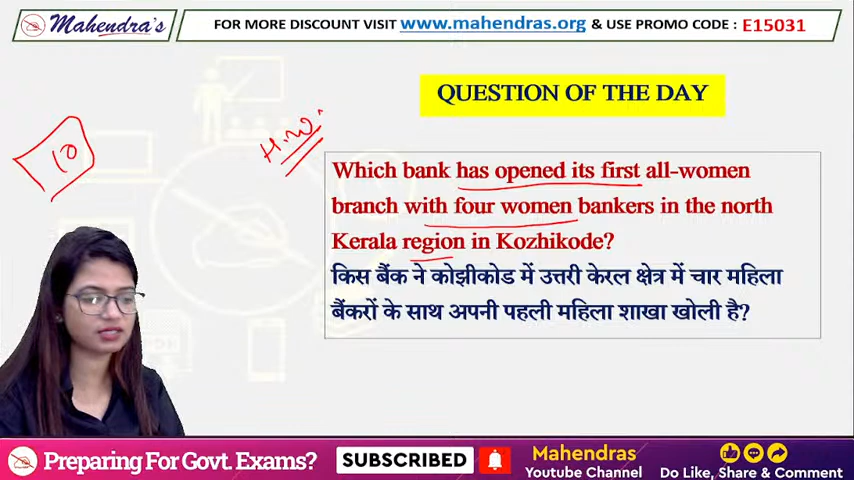 Mahendra's
FOR MORE DISCOUNT VISIT www.mahendras.org & USE PROMO CODE : E15031
QUESTION OF THE DAY
10
H.W.
Which bank has opened its first all-women
branch with four women bankers in the north
Kerala region in Kozhikode?
किस बैंक ने कोझीकोड में उत्तरी केरल क्षेत्र में चार महिला
बैंकरों के साथ अपनी पहली महिला शाखा खोली है?
Preparing For Govt. Exams?
SUBSCRIBED
Mahendras
Youtube Channel
Do Like, Share & Comment